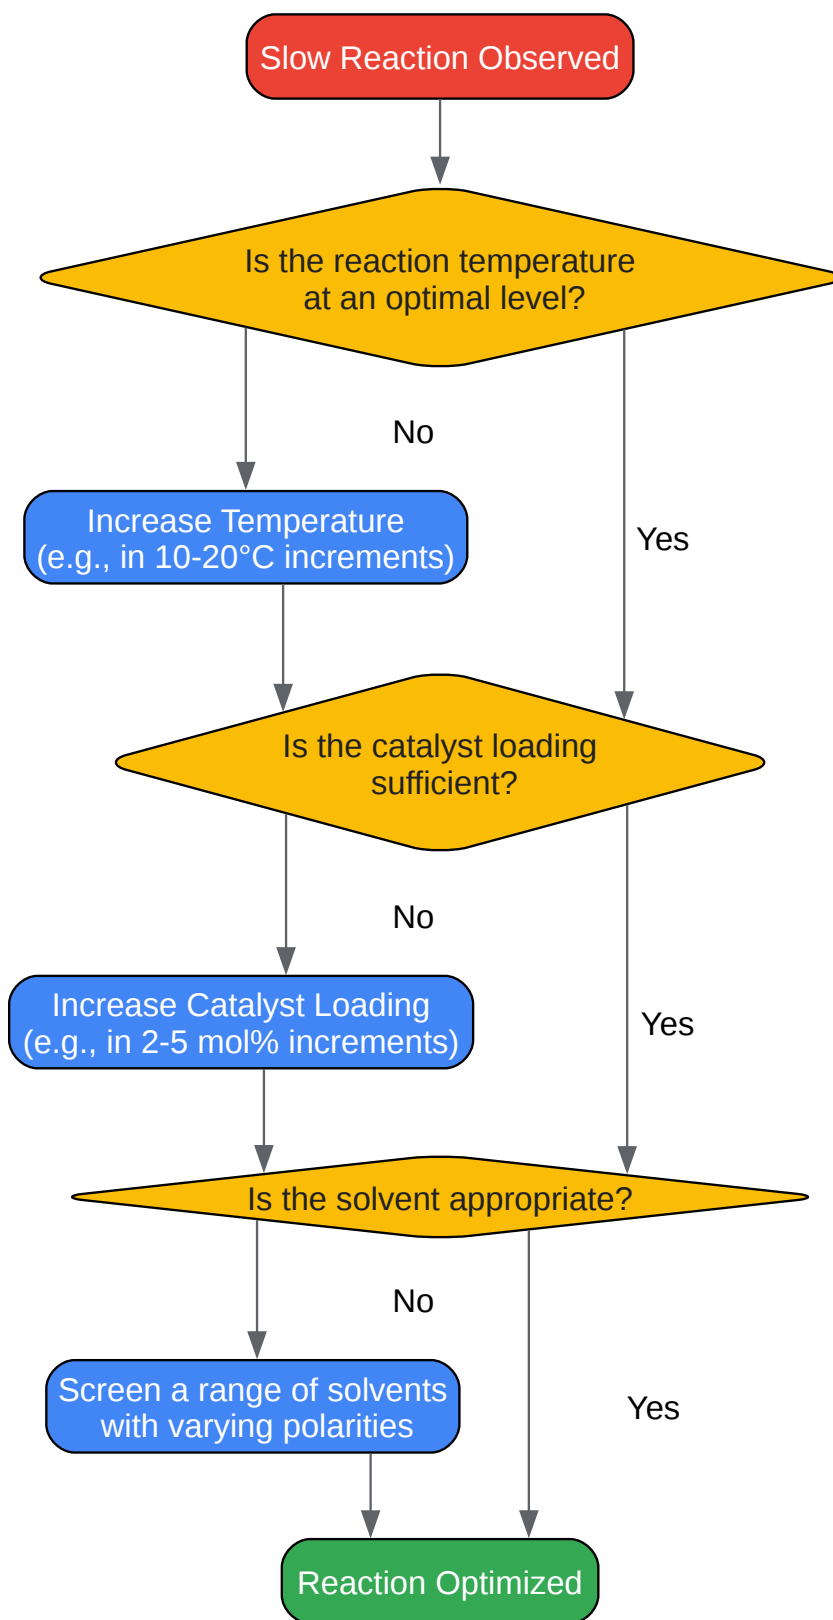 Slow Reaction Observed
Is the reaction temperature
at an optimal level?
No
Increase Temperature
(e.g., in 10-20°C increments)
Yes
Is the catalyst loading
sufficient?
No
Increase Catalyst Loading
(e.g., in 2-5 mol% increments)
Yes
Is the solvent appropriate?
No
Screen a range of solvents
with varying polarities
Yes
Reaction Optimized